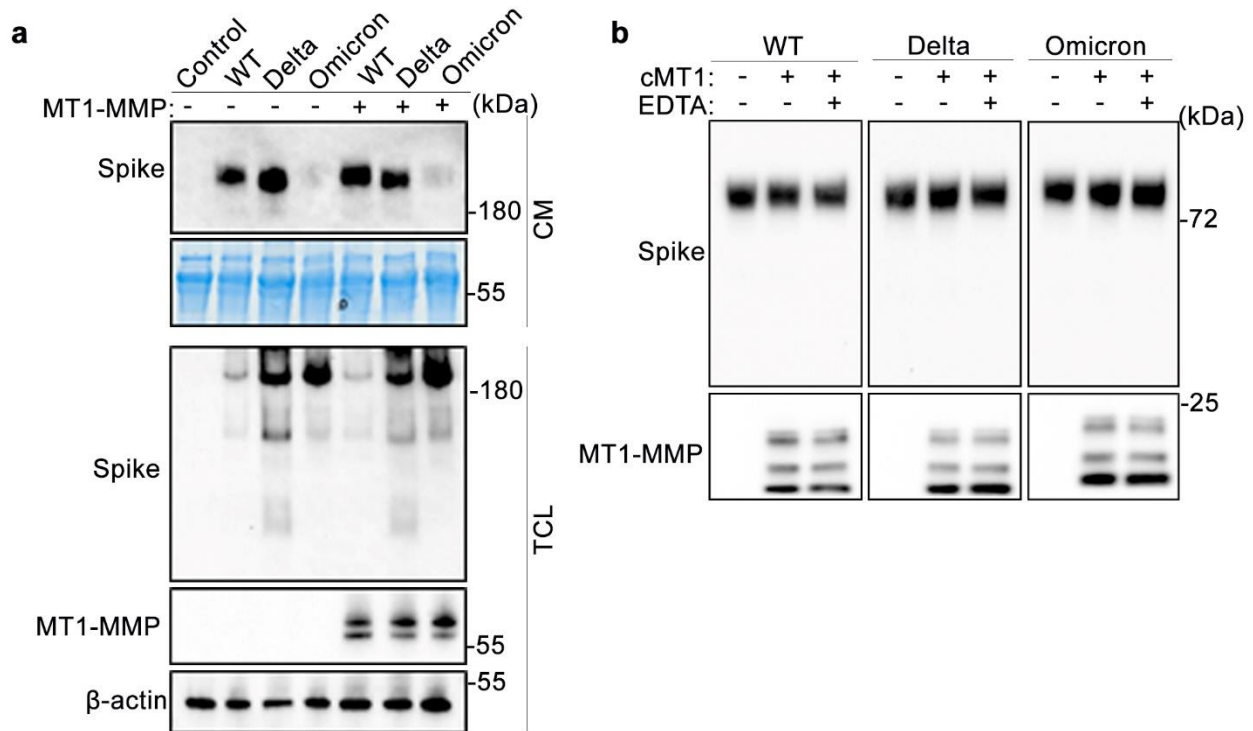 a
Control WT Delta Omicron WT Delta Omicron
MT1-MMP: - - - - + + + (kDa)
Spike
-180
CM
-55
Spike
-180
TCL
MT1-MMP
-55
β-actin
-55
b
WT Delta Omicron
cMT1: - + + - + + - + +
EDTA: - - + - - + - - + (kDa)
Spike
-72
-25
MT1-MMP